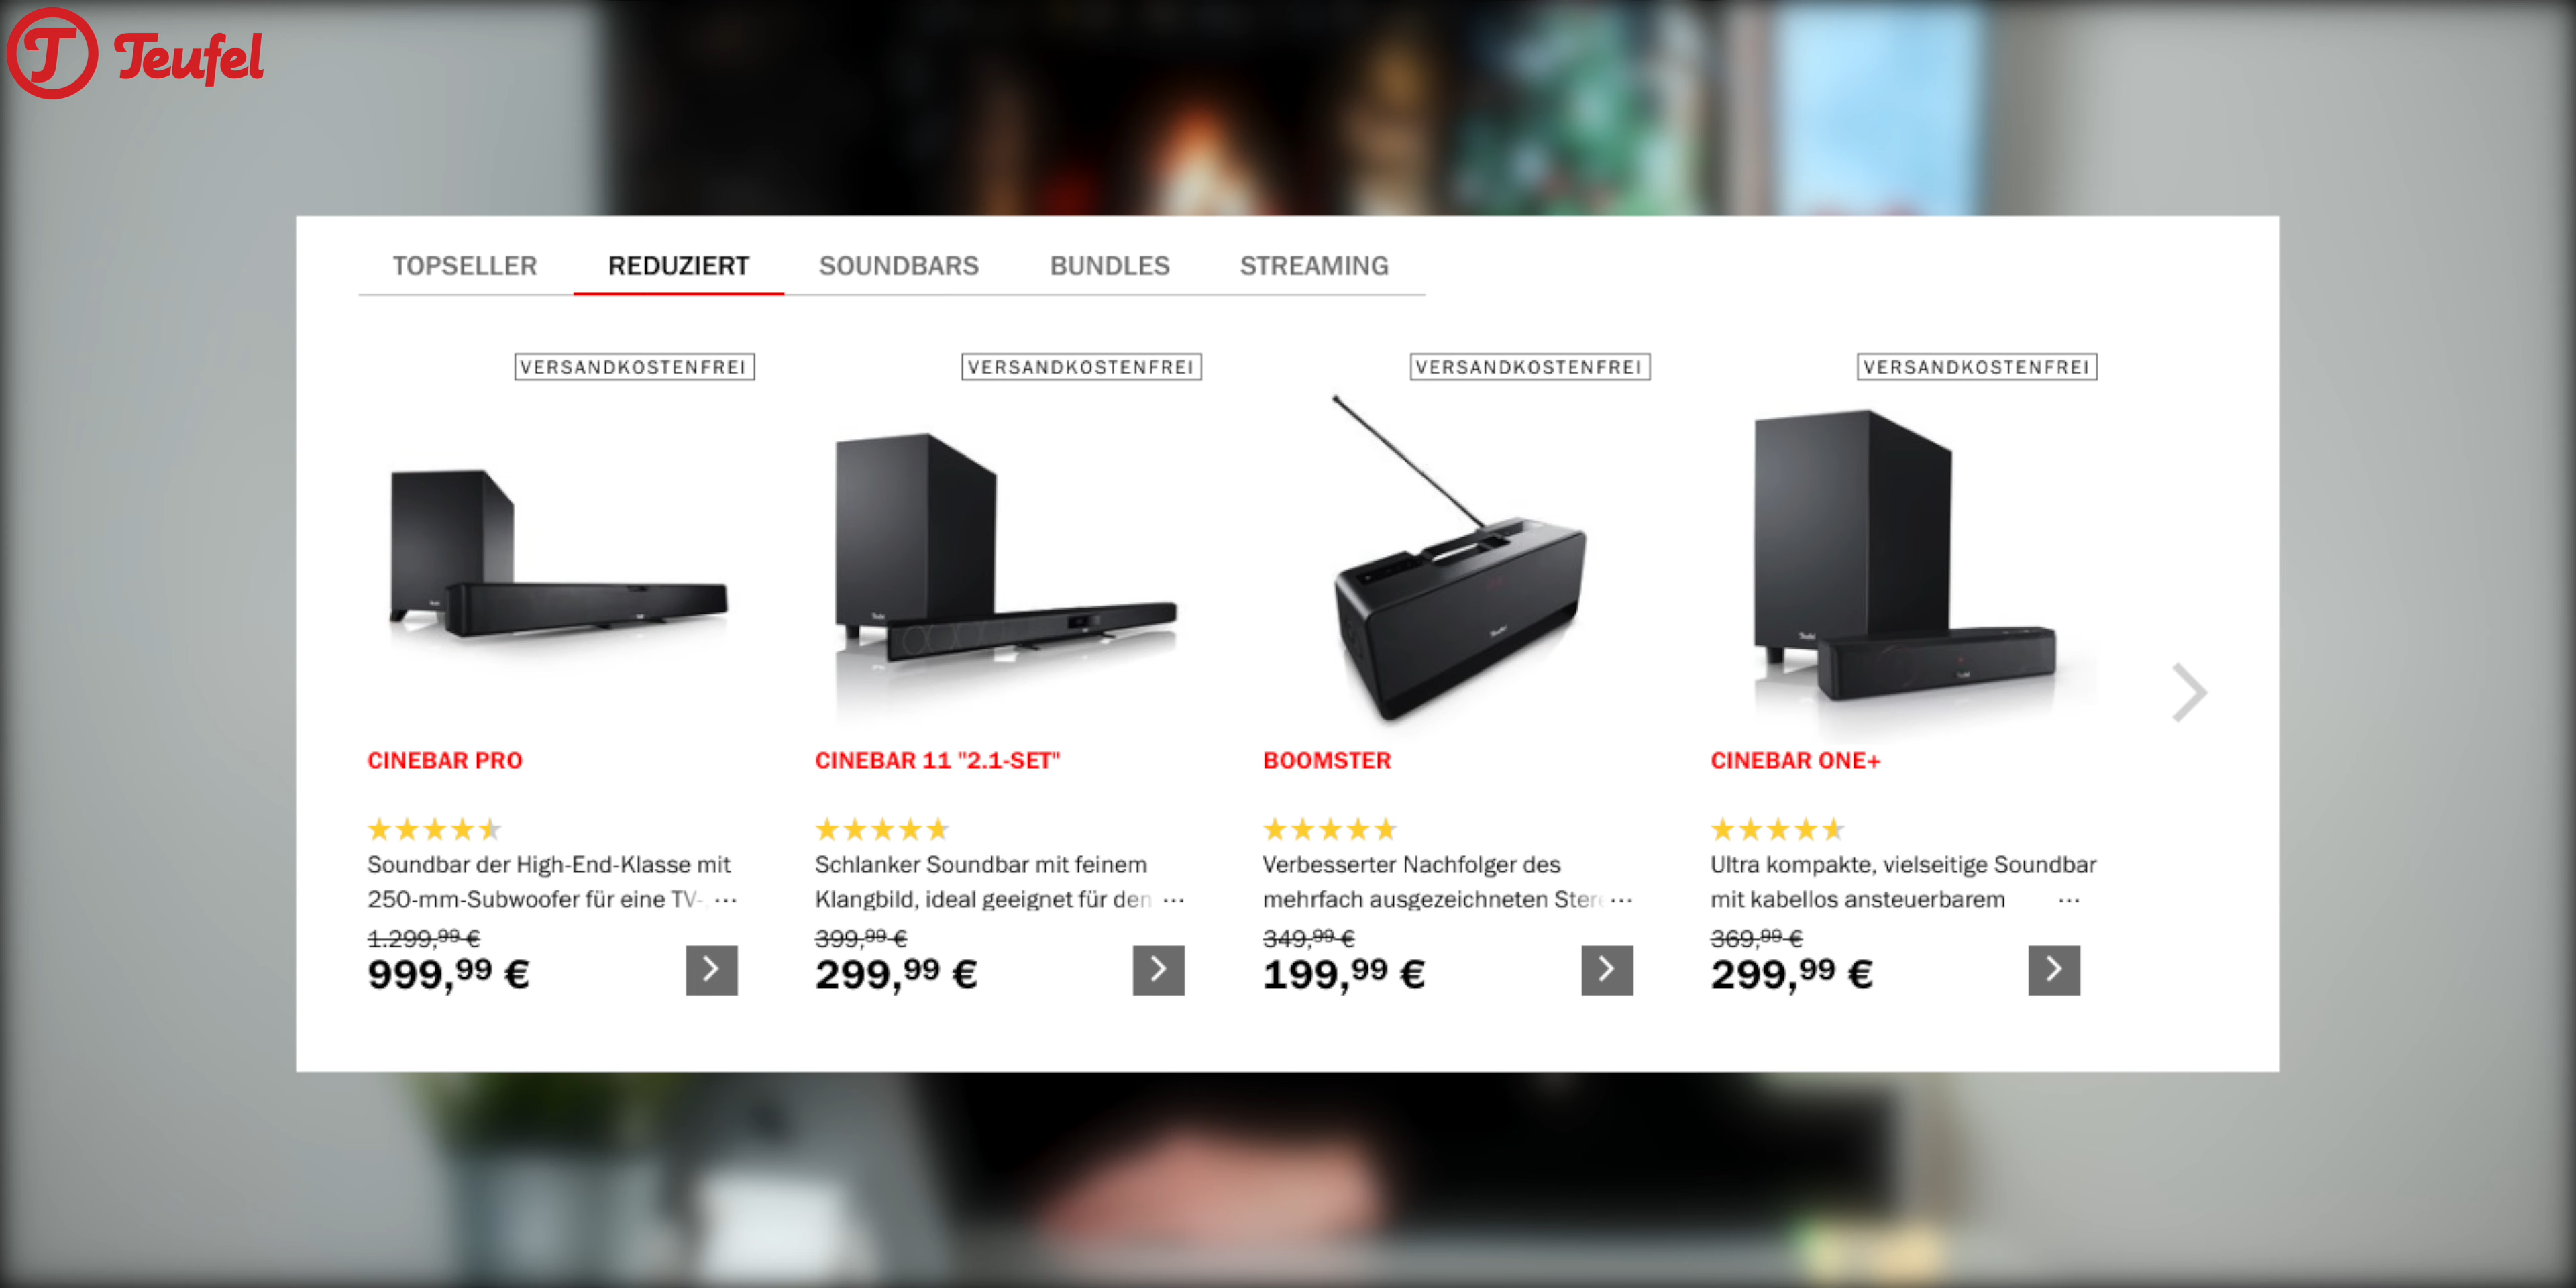 Teufel
TOPSELLER REDUZIERT SOUNDBARS BUNDLES STREAMING
VERSANDKOSTENFREI VERSANDKOSTENFREI VERSANDKOSTENFREI VERSANDKOSTENFREI
CINEBAR PRO
Soundbar der High-End-Klasse mit
250-mm-Subwoofer für eine TV- ...
1.299,99 €
999,99 €
CINEBAR 11 "2.1-SET"
Schlanker Soundbar mit feinem
Klangbild, ideal geeignet für den ...
399,99 €
299,99 €
BOOMSTER
Verbesserter Nachfolger des
mehrfach ausgezeichneten Stere ...
349,99 €
199,99 €
CINEBAR ONE+
Ultra kompakte, vielseitige Soundbar
mit kabellos ansteuerbarem ...
369,99 €
299,99 €